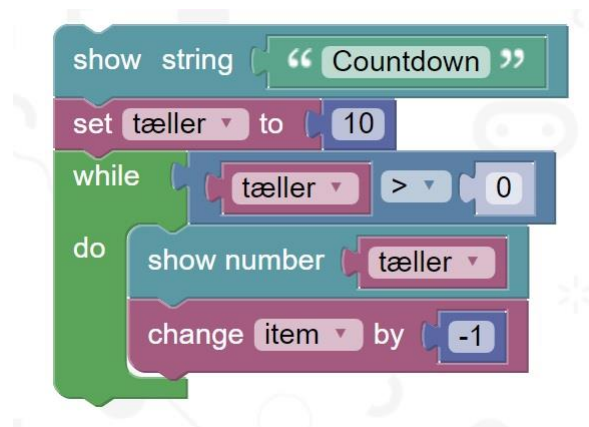 show string “ Countdown ”
set tæller to 10
while tæller > 0
do show number tæller
change item by -1